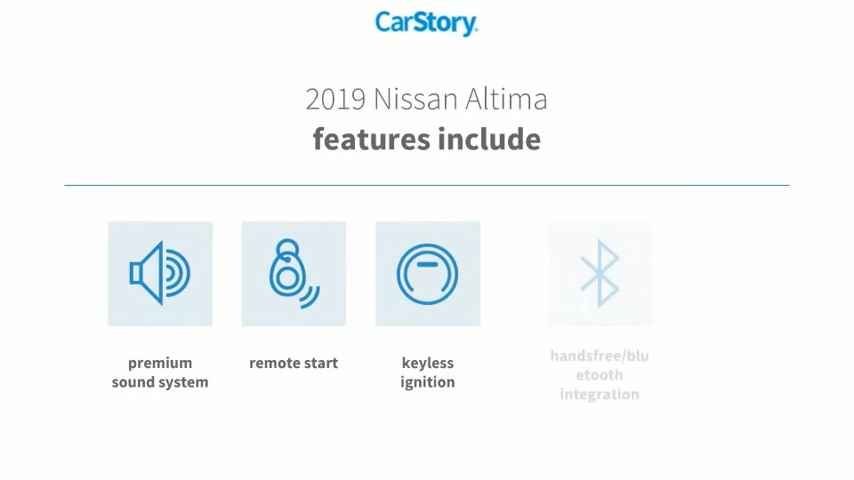 CarStory
2019 Nissan Altima
features include
premium
sound system
remote start
keyless
ignition
handsfree/blu
etooth
integration